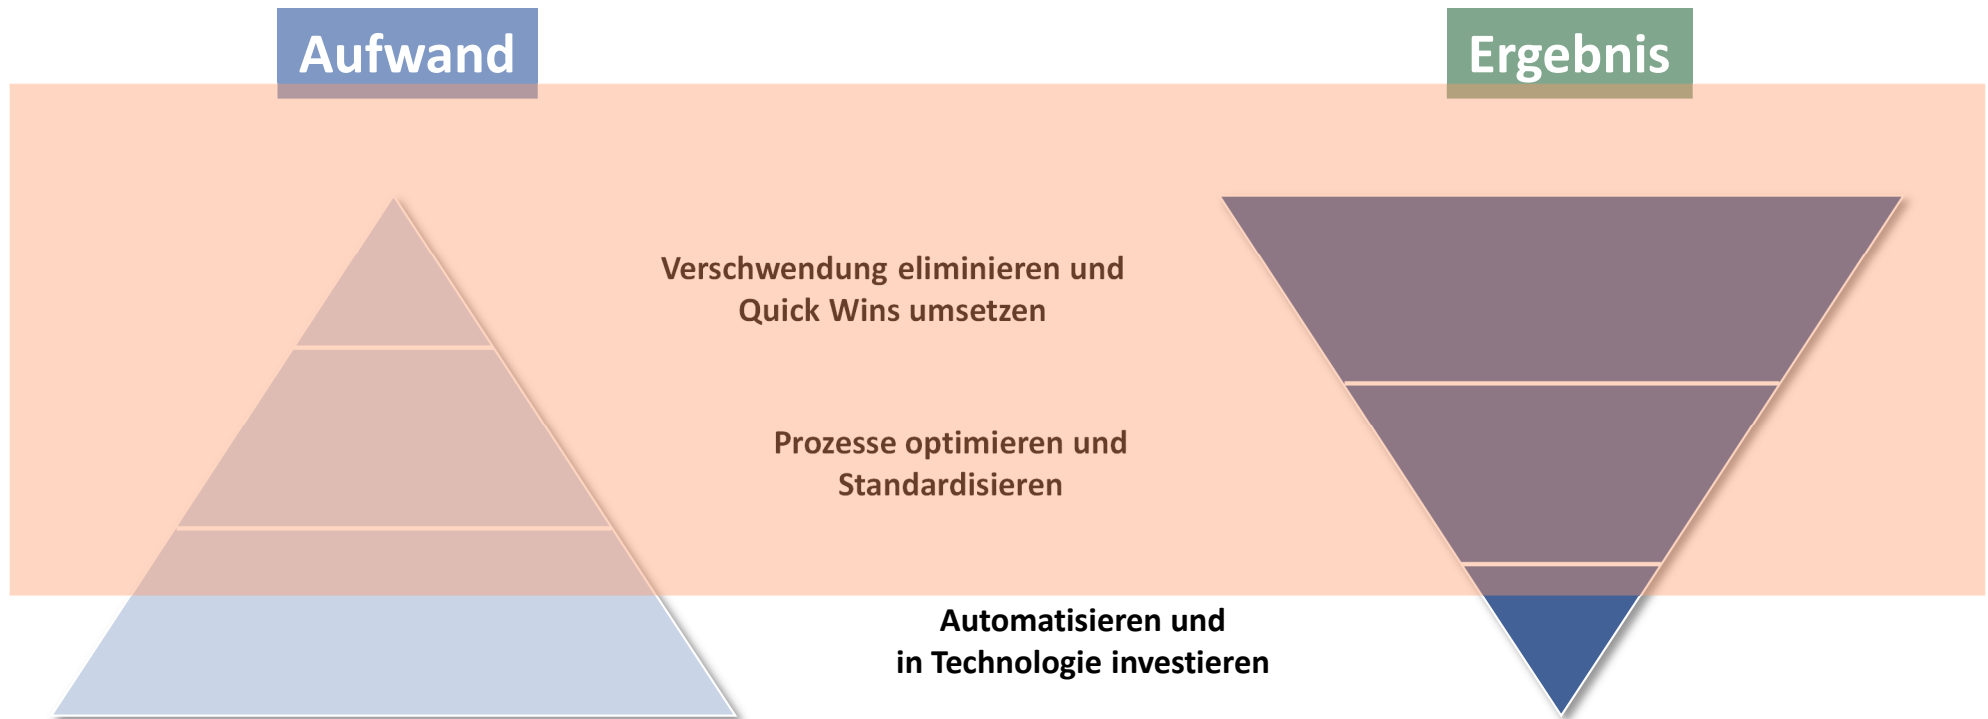 Aufwand
Ergebnis
Verschwendung eliminieren und
Quick Wins umsetzen
Prozesse optimieren und
Standardisieren
Automatisieren und
in Technologie investieren